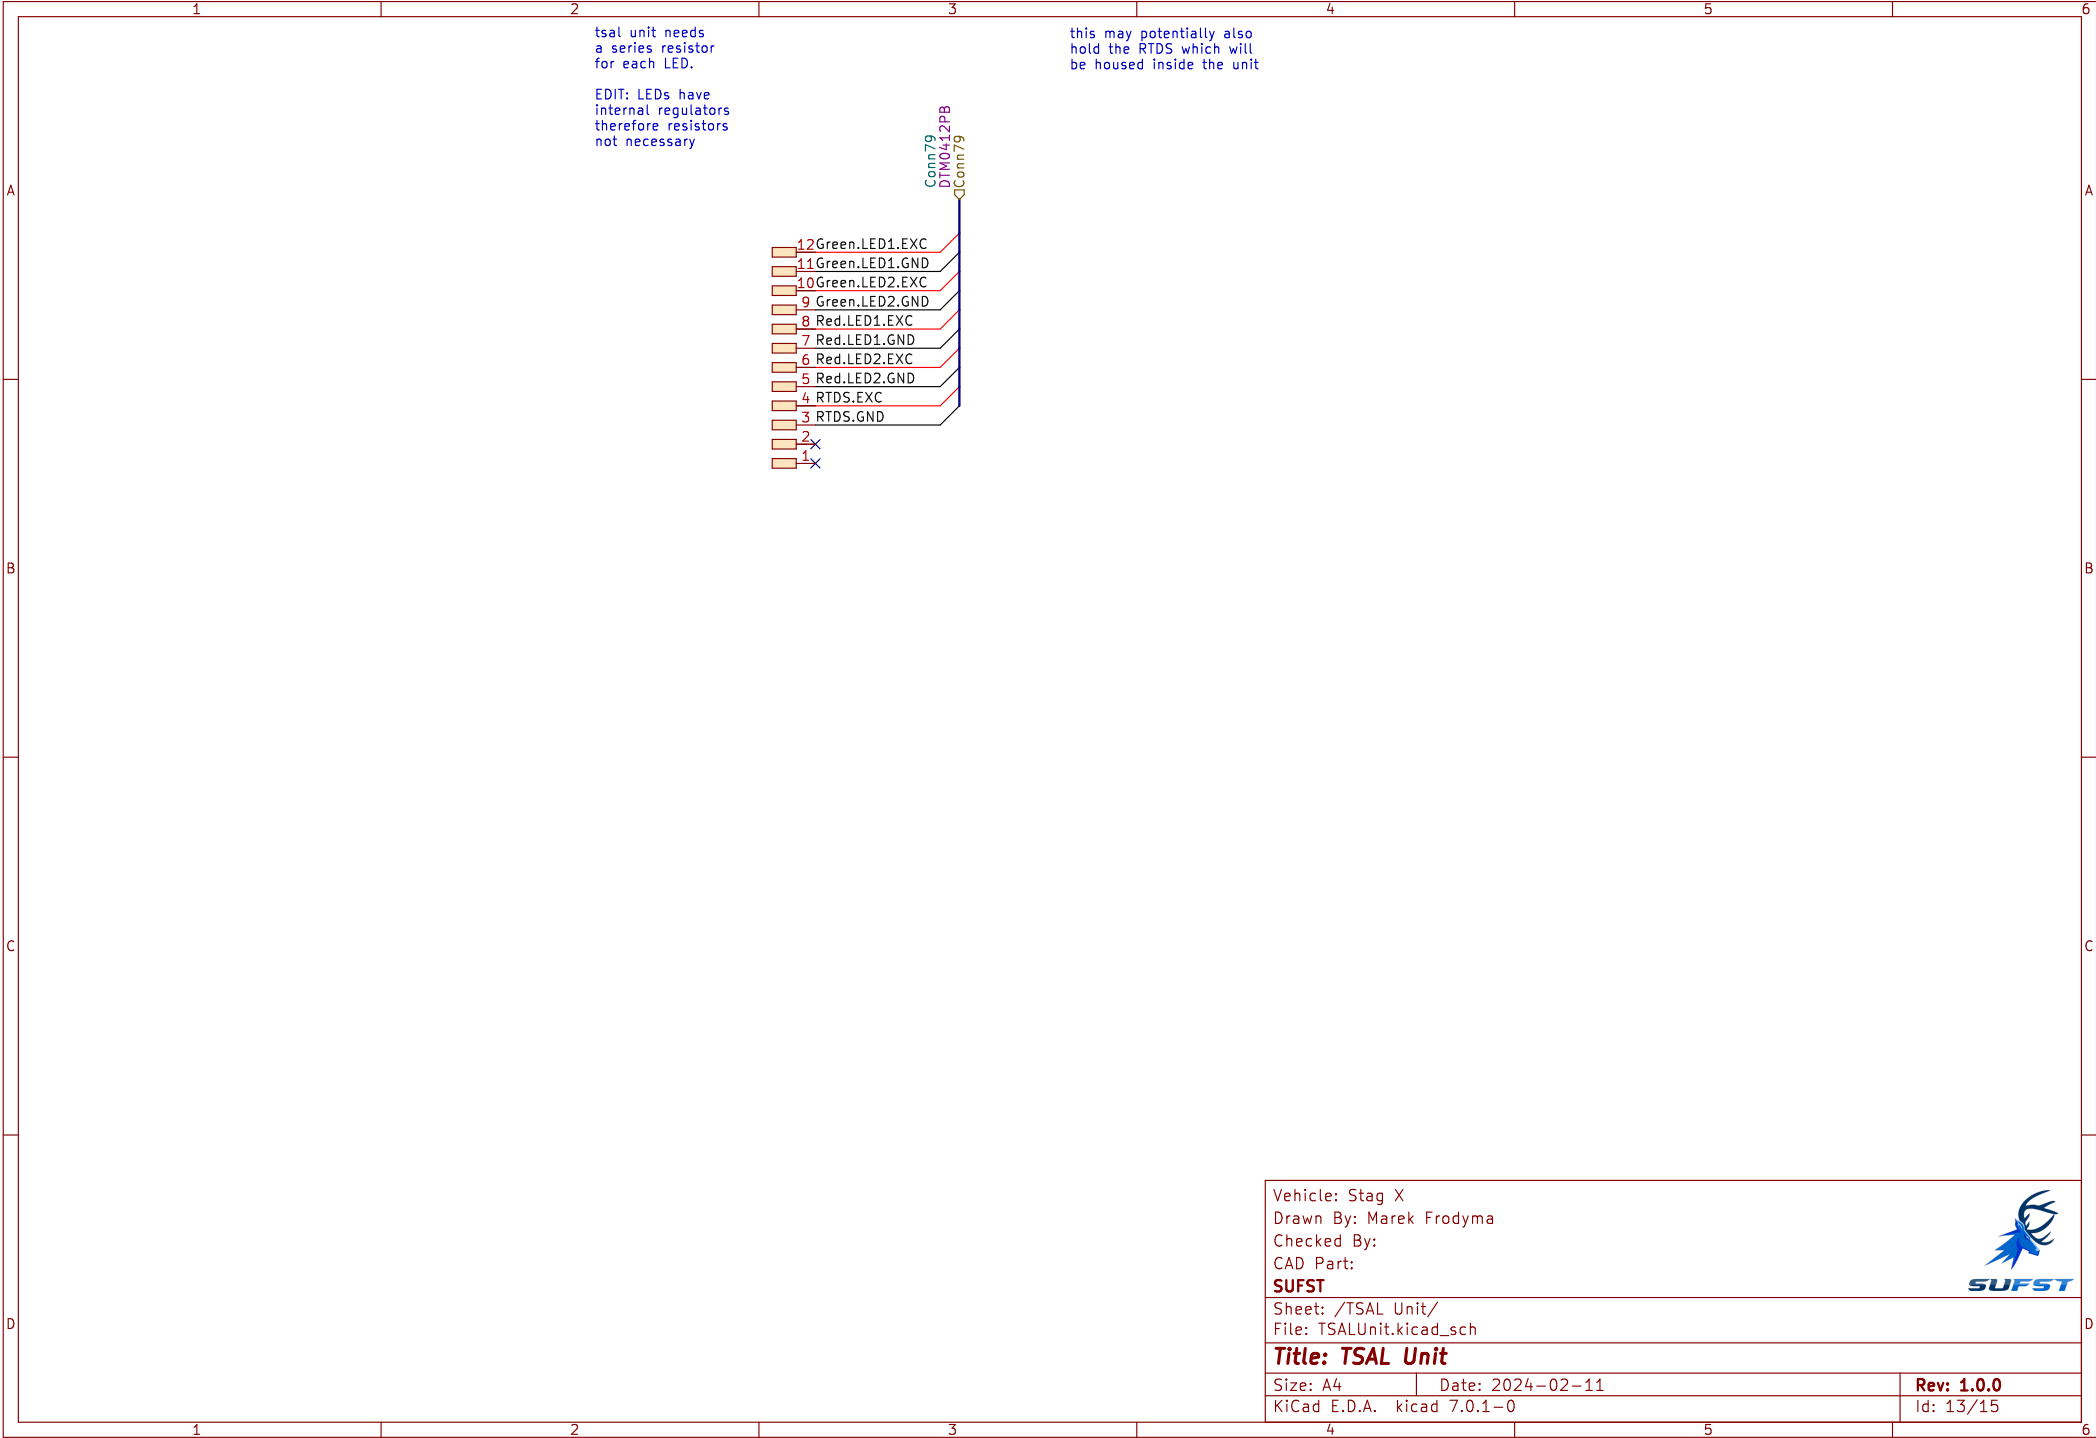 1 2 3 4 5 6
tsal unit needs
a series resistor
for each LED.
EDIT: LEDs have
internal regulators
therefore resistors
not necessary
this may potentially also
hold the RTDS which will
be housed inside the unit
Conn79
DTM0412PB
Conn79
A A
12 Green.LED1.EXC
11 Green.LED1.GND
10 Green.LED2.EXC
9 Green.LED2.GND
8 Red.LED1.EXC
7 Red.LED1.GND
6 Red.LED2.EXC
5 Red.LED2.GND
4 RTDS.EXC
3 RTDS.GND
2
1
B B
C C
Vehicle: Stag X
Drawn By: Marek Frodyma
Checked By:
CAD Part:
SUFST
SUFST
Sheet: /TSAL Unit/
File: TSALUnit.kicad_sch
D D
Title: TSAL Unit
Size: A4 Date: 2024-02-11 Rev: 1.0.0
KiCad E.D.A. kicad 7.0.1-0 Id: 13/15
1 2 3 4 5 6